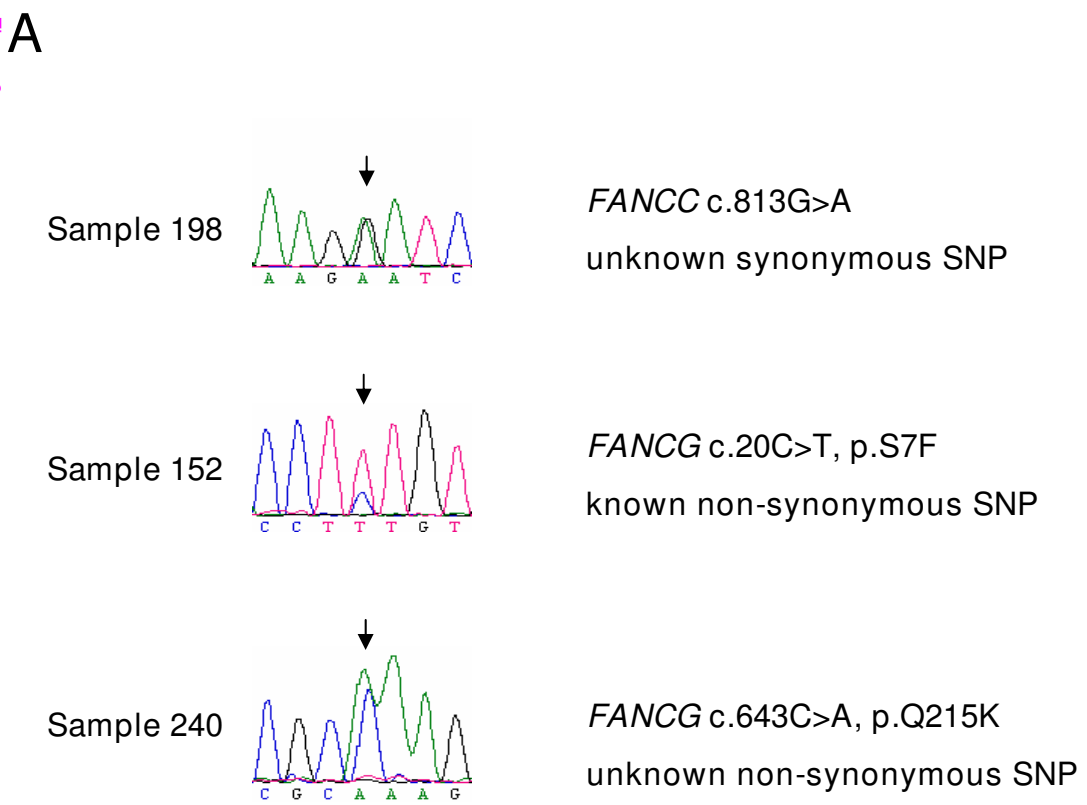 A
Sample 198
A A G A A T C
FANCC c.813G>A
unknown synonymous SNP
Sample 152
C C T T T G T
FANCG c.20C>T, p.S7F
known non-synonymous SNP
Sample 240
C G C A A A G
FANCG c.643C>A, p.Q215K
unknown non-synonymous SNP